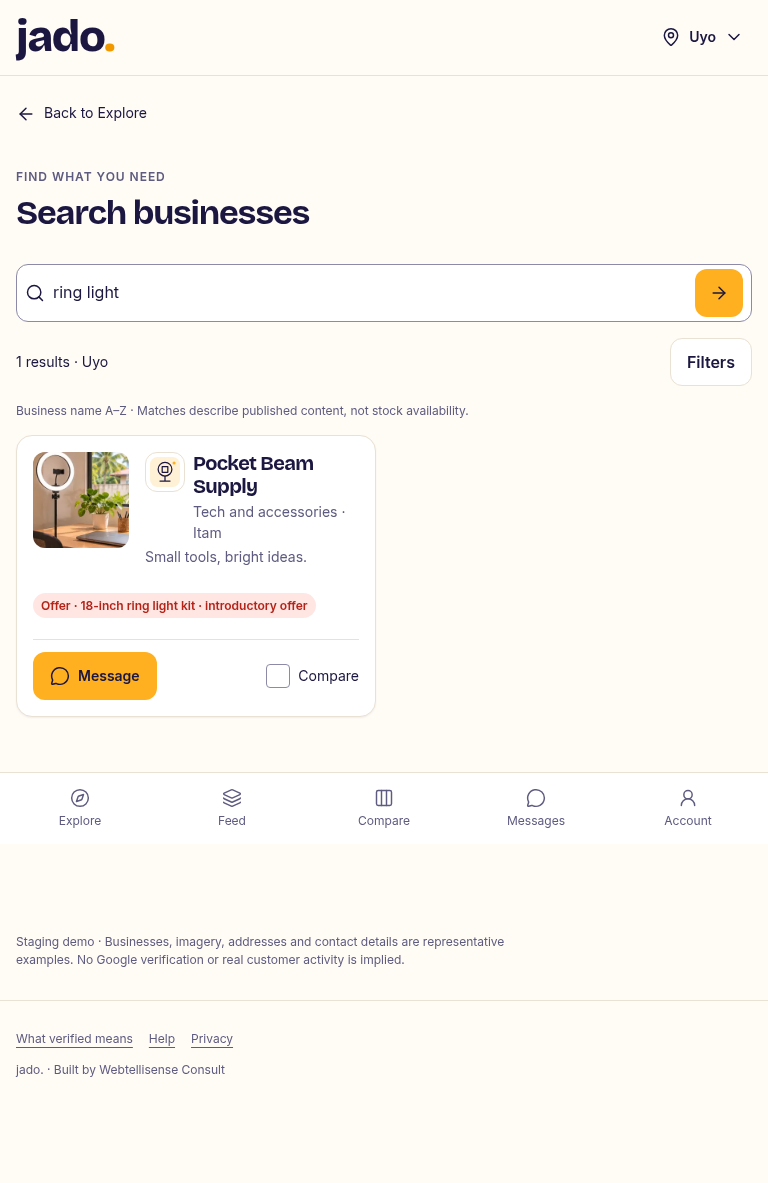 jado.
Uyo
Back to Explore
FIND WHAT YOU NEED
Search businesses
ring light
1 results · Uyo
Filters
Business name A–Z · Matches describe published content, not stock availability.
Pocket Beam
Supply
Tech and accessories ·
Itam
Small tools, bright ideas.
Offer · 18-inch ring light kit · introductory offer
Message
Compare
Explore
Feed
Compare
Messages
Account
Staging demo · Businesses, imagery, addresses and contact details are representative
examples. No Google verification or real customer activity is implied.
What verified means Help Privacy
jado. · Built by Webtellisense Consult